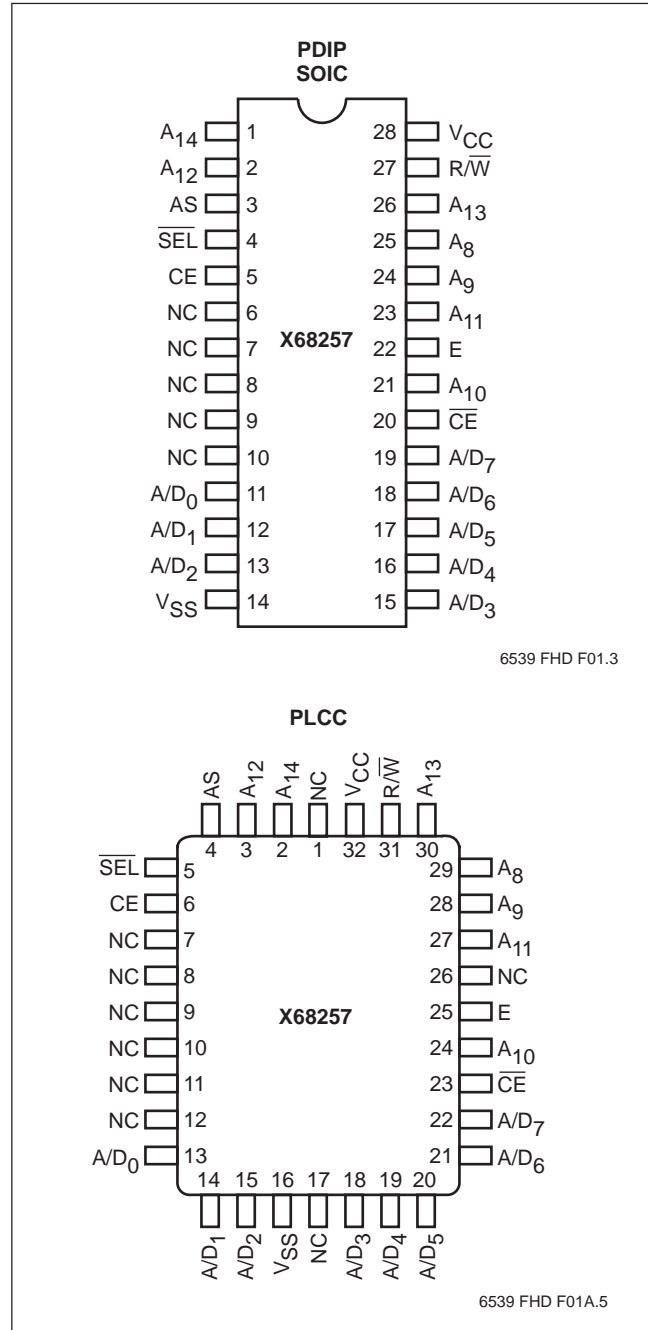 PDIP
SOIC
A14 1 28 VCC
A12 2 27 R/W̅
AS 3 26 A13
S̅E̅L̅ 4 25 A8
CE 5 24 A9
NC 6 23 A11
NC 7 X68257 22 E
NC 8 21 A10
NC 9 20 C̅E̅
NC 10 19 A/D7
A/D0 11 18 A/D6
A/D1 12 17 A/D5
A/D2 13 16 A/D4
VSS 14 15 A/D3
6539 FHD F01.3
PLCC
AS A12 A14 NC VCC R/W̅ A13
4 3 2 1 32 31 30
S̅E̅L̅ 5 29 A8
CE 6 28 A9
NC 7 27 A11
NC 8 26 NC
NC 9 X68257 25 E
NC 10 24 A10
NC 11 23 C̅E̅
NC 12 22 A/D7
A/D0 13 21 A/D6
14 15 16 17 18 19 20
A/D1 A/D2 VSS NC A/D3 A/D4 A/D5
6539 FHD F01A.5